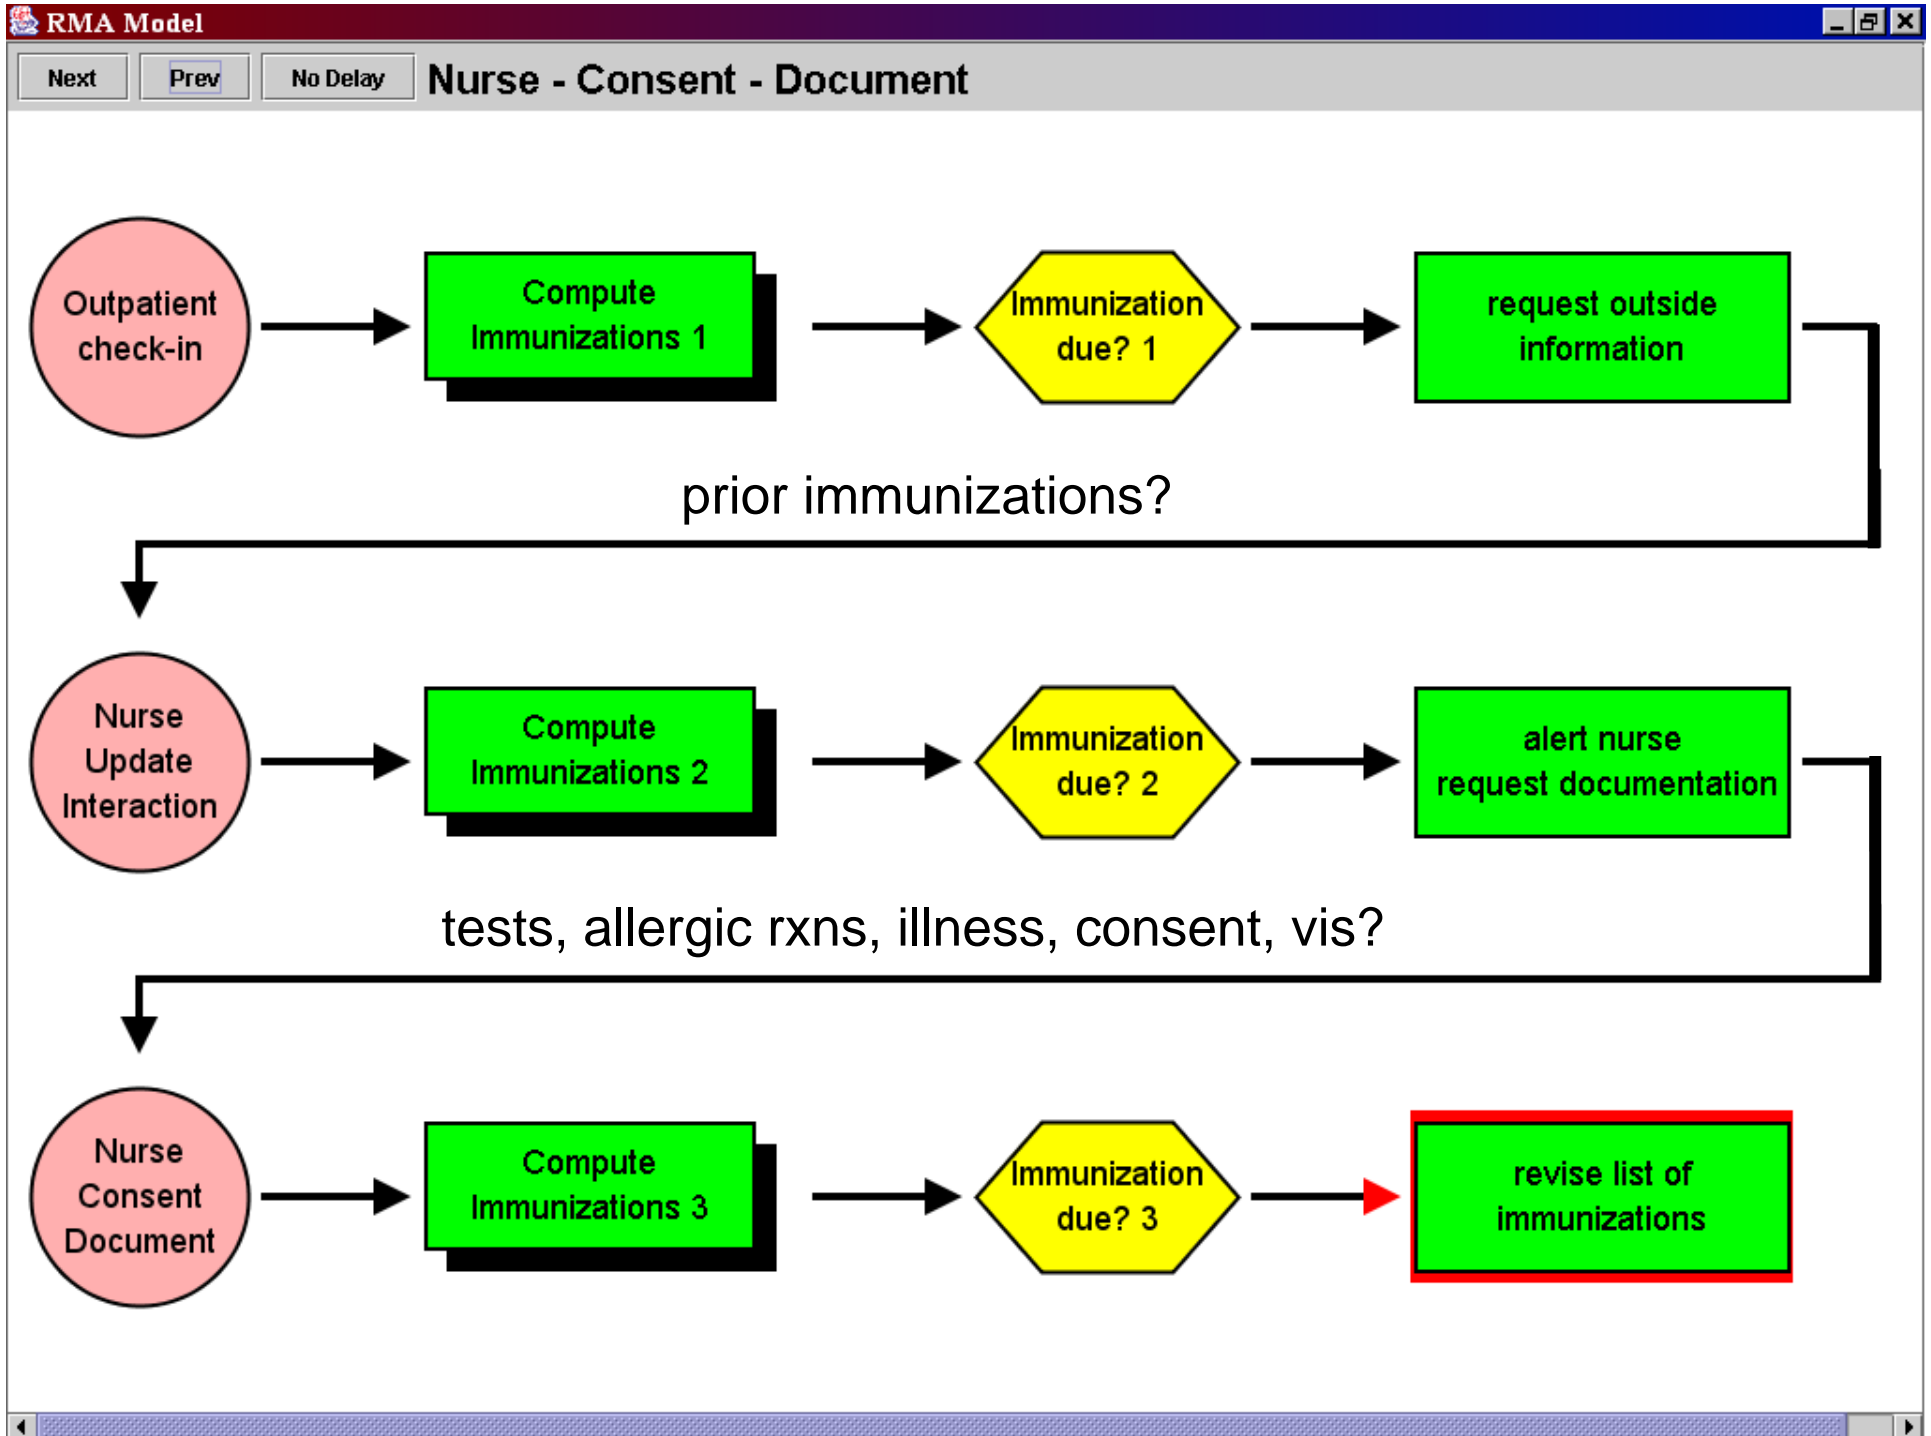 RMA Model
Next Prev No Delay Nurse - Consent - Document
Outpatient
check-in
Compute
Immunizations 1
Immunization
due? 1
request outside
information
prior immunizations?
Nurse
Update
Interaction
Compute
Immunizations 2
Immunization
due? 2
alert nurse
request documentation
tests, allergic rxns, illness, consent, vis?
Nurse
Consent
Document
Compute
Immunizations 3
Immunization
due? 3
revise list of
immunizations